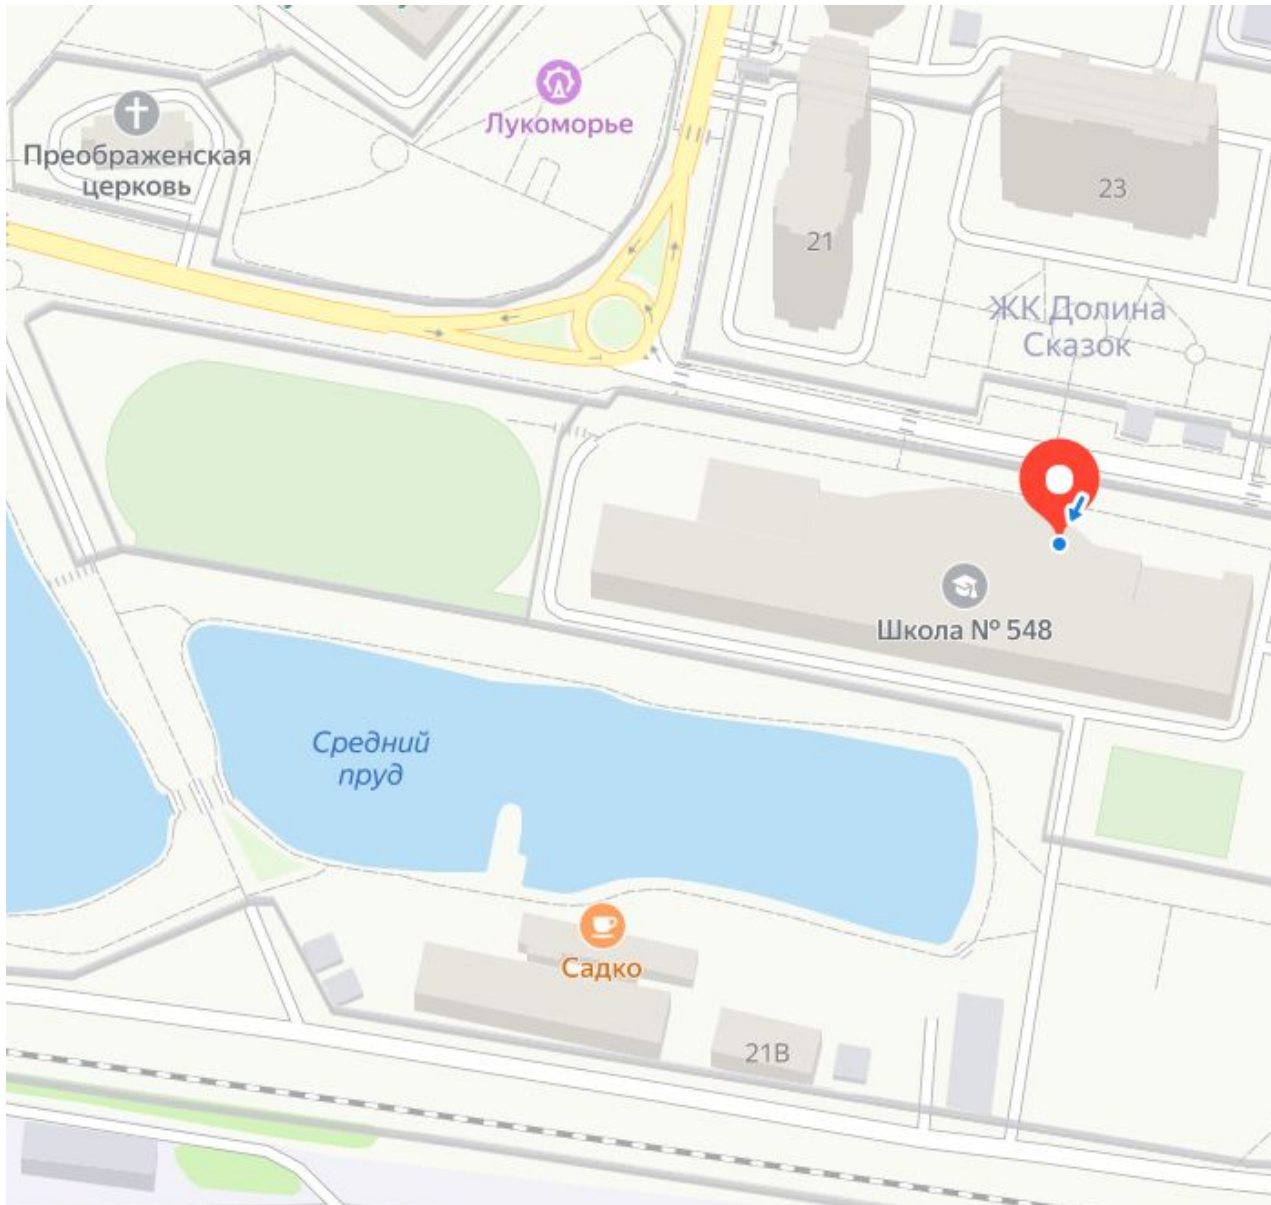 Лукоморье
Преображенская
церковь
23
21
ЖК Долина
Сказок
Школа № 548
Средний
пруд
Садко
21В